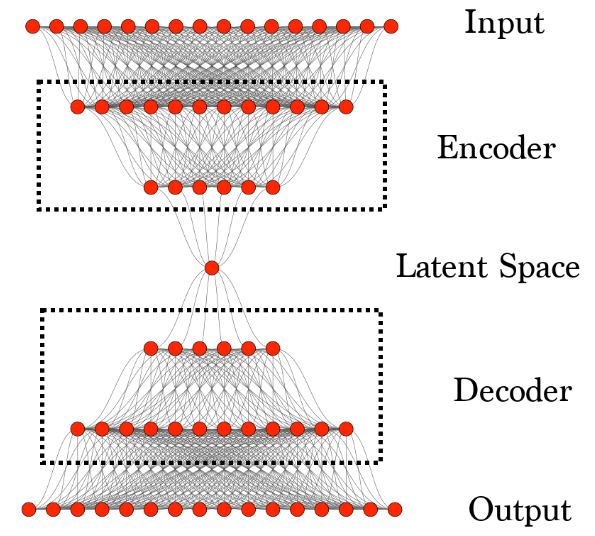 Input
Encoder
Latent Space
Decoder
Output